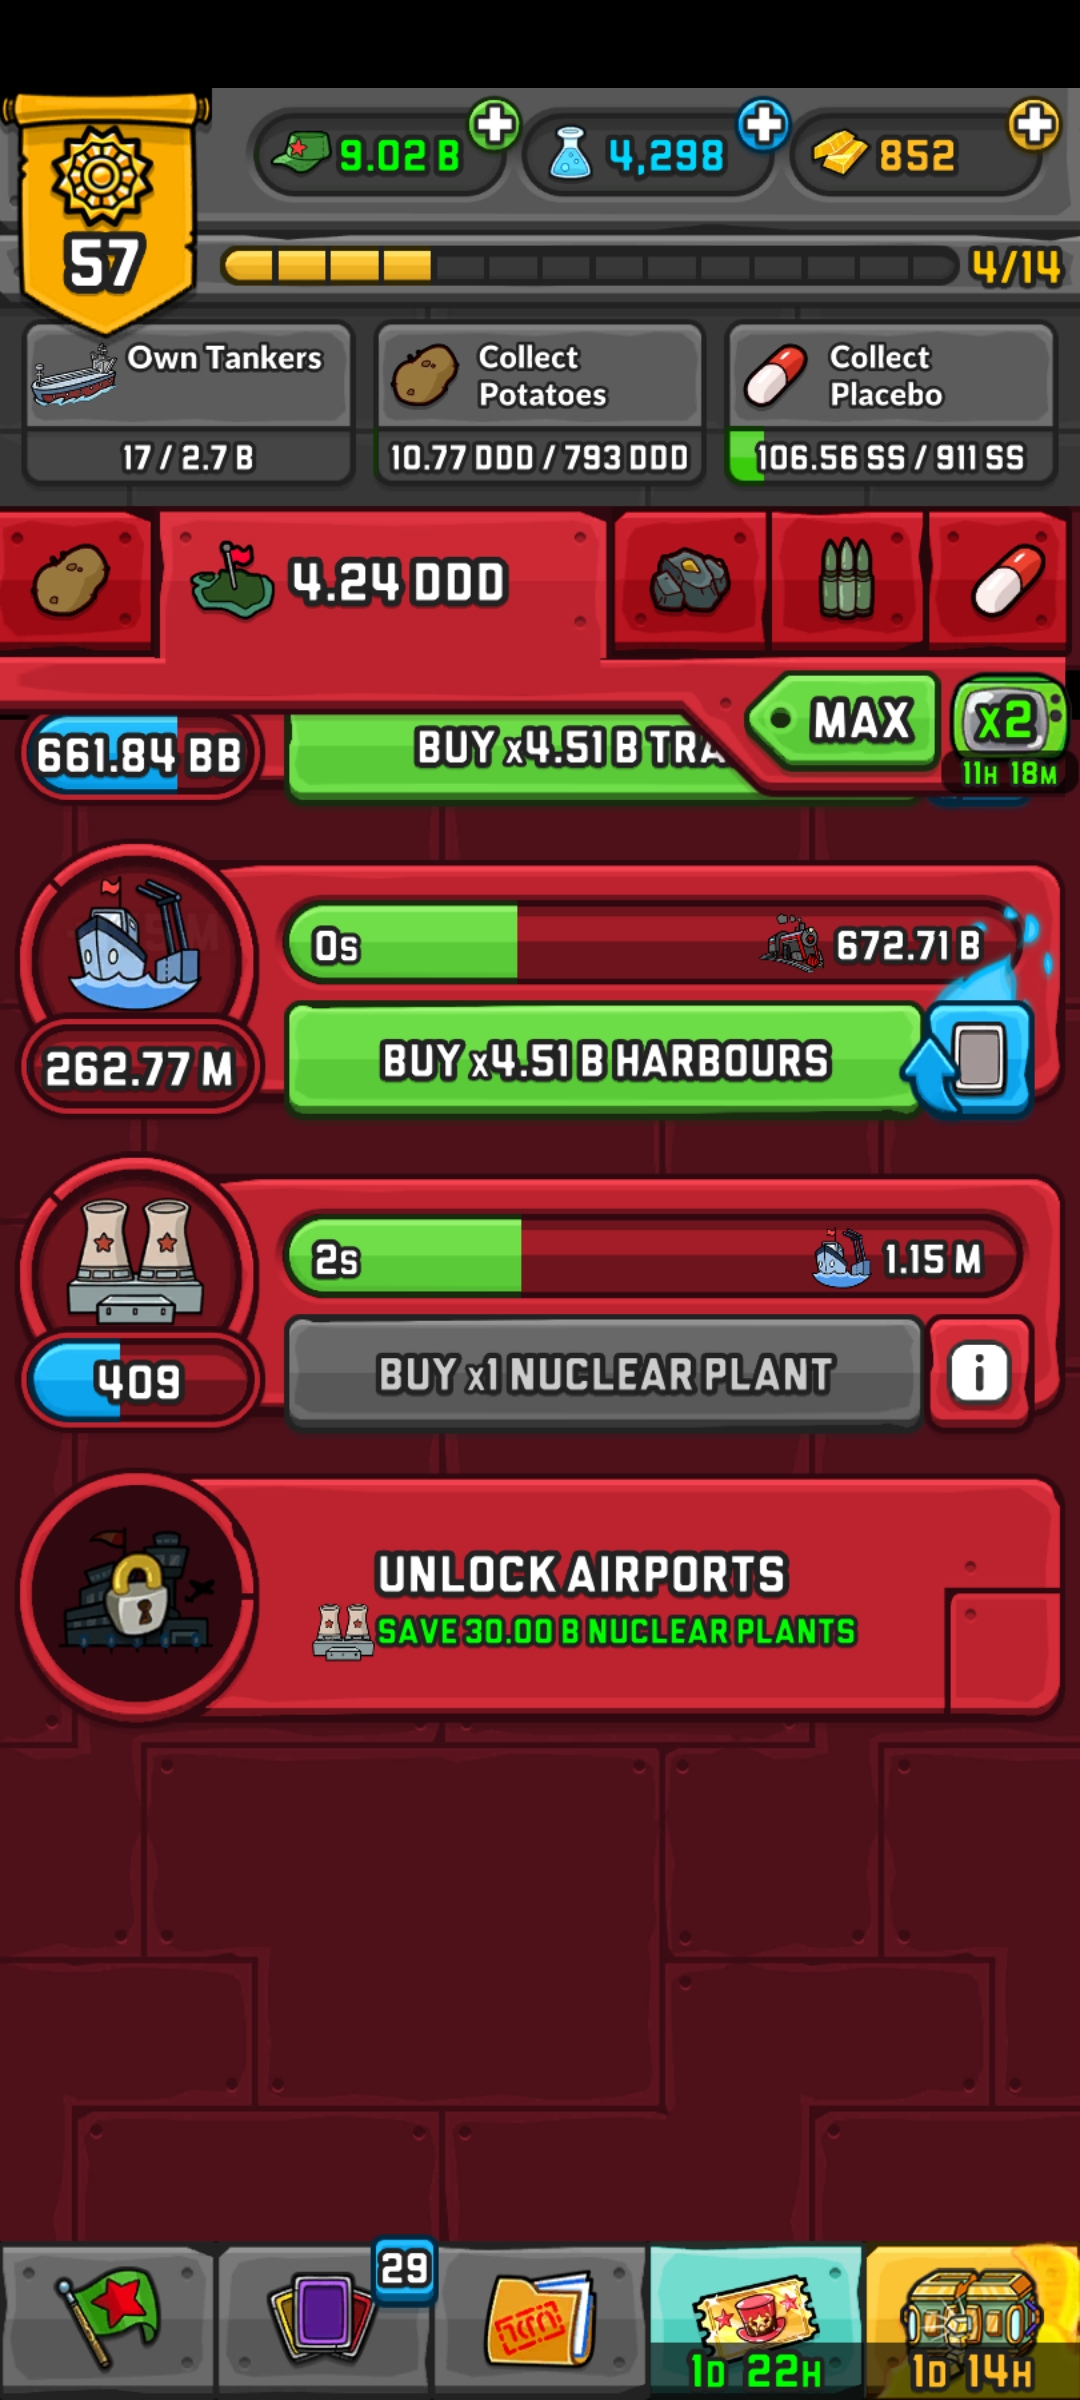 57
9.02 B
4,298
852
4/14
Own Tankers
17 / 2.7 B
Collect
Potatoes
10.77 DDD / 793 DDD
Collect
Placebo
106.56 SS / 911 SS
4.24 DDD
MAX
x2
11H 18M
661.84 BB
BUY x4.51 B TRA
0s
672.71 B
262.77 M
BUY x4.51 B HARBOURS
2s
1.15 M
409
BUY x1 NUCLEAR PLANT
i
UNLOCK AIRPORTS
SAVE 30.00 B NUCLEAR PLANTS
29
1D 22H
1D 14H